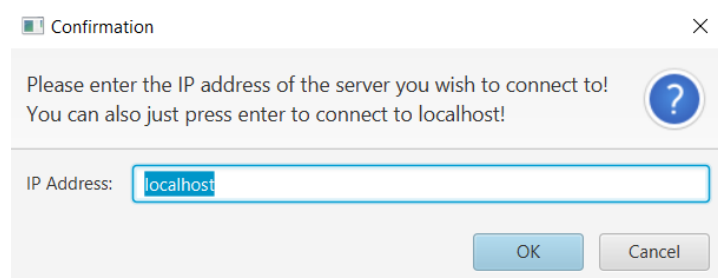 Confirmation
Please enter the IP address of the server you wish to connect to!
You can also just press enter to connect to localhost!
IP Address: localhost
OK Cancel